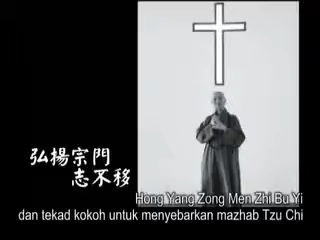 弘揚宗門
志不移
Hong Yang Zong Men Zhi Bu Yi
dan tekad kokoh untuk menyebarkan mazhab Tzu Chi